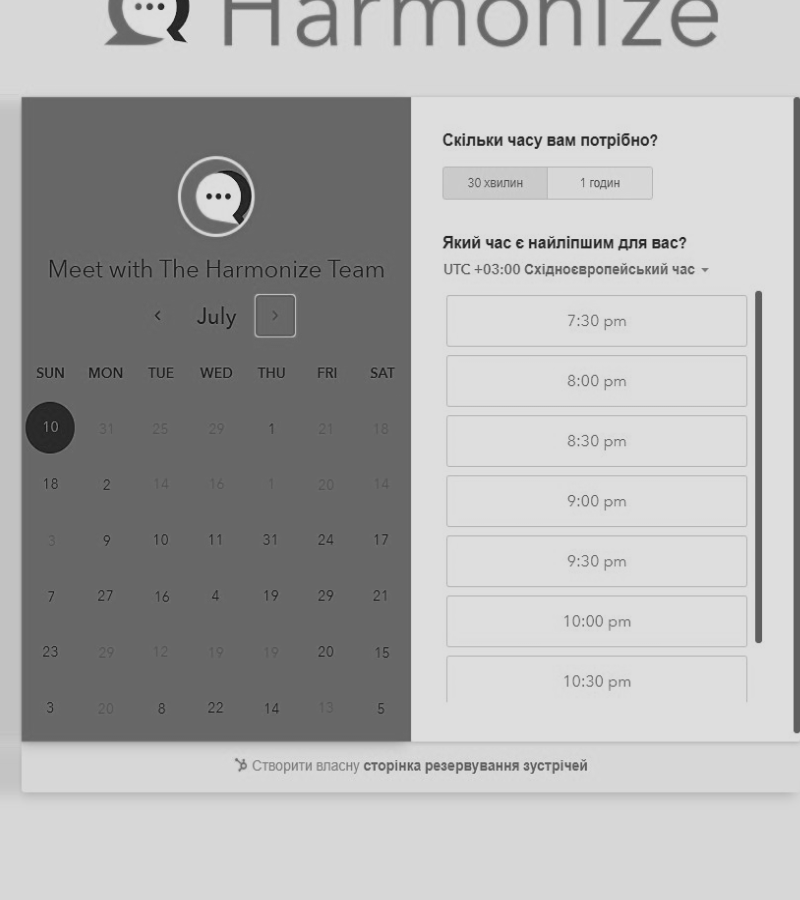 Harmonize
Meet with The Harmonize Team
July
SUN MON TUE WED THU FRI SAT
10 31 25 29 1 21 18
18 2 14 16 1 20 14
3 9 10 11 31 24 17
7 27 16 4 19 29 21
23 29 12 19 19 20 15
3 20 8 22 14 13 5
Скільки часу вам потрібно?
30 хвилин 1 годин
Який час є найліпшим для вас?
UTC +03:00 Східноєвропейський час
7:30 pm
8:00 pm
8:30 pm
9:00 pm
9:30 pm
10:00 pm
10:30 pm
Створити власну сторінка резервування зустрічей